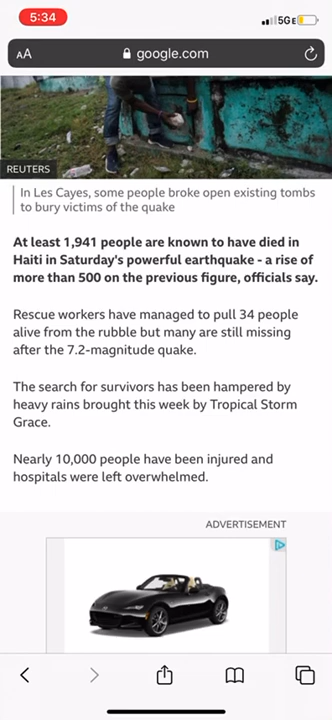 5:34
5GE
AA
google.com
REUTERS
In Les Cayes, some people broke open existing tombs
to bury victims of the quake
At least 1,941 people are known to have died in
Haiti in Saturday's powerful earthquake - a rise of
more than 500 on the previous figure, officials say.
Rescue workers have managed to pull 34 people
alive from the rubble but many are still missing
after the 7.2-magnitude quake.
The search for survivors has been hampered by
heavy rains brought this week by Tropical Storm
Grace.
Nearly 10,000 people have been injured and
hospitals were left overwhelmed.
ADVERTISEMENT